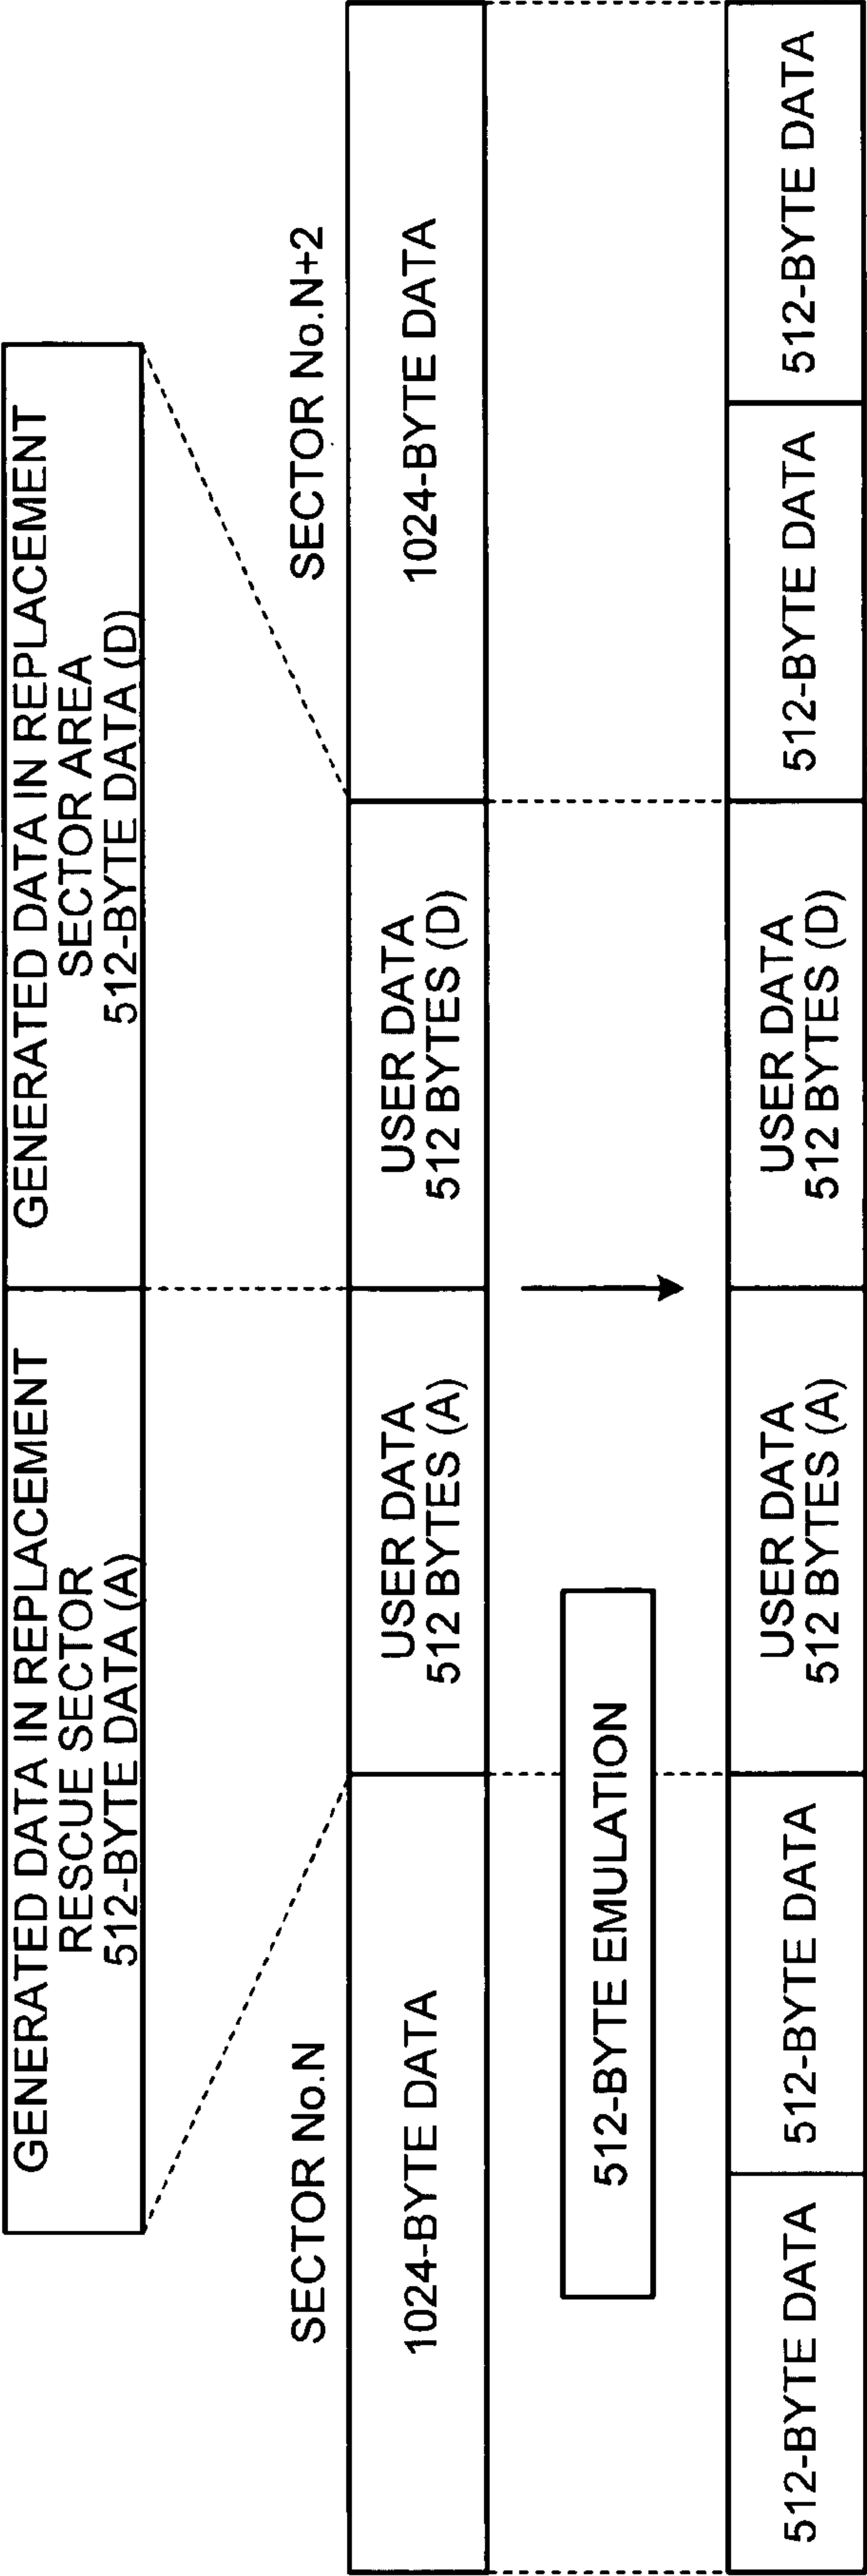 GENERATED DATA IN REPLACEMENT
RESCUE SECTOR
512-BYTE DATA (A)
GENERATED DATA IN REPLACEMENT
SECTOR AREA
512-BYTE DATA (D)
SECTOR No.N
SECTOR No.N+2
1024-BYTE DATA
USER DATA
512 BYTES (A)
USER DATA
512 BYTES (D)
1024-BYTE DATA
512-BYTE EMULATION
512-BYTE DATA
512-BYTE DATA
USER DATA
512 BYTES (A)
USER DATA
512 BYTES (D)
512-BYTE DATA
512-BYTE DATA